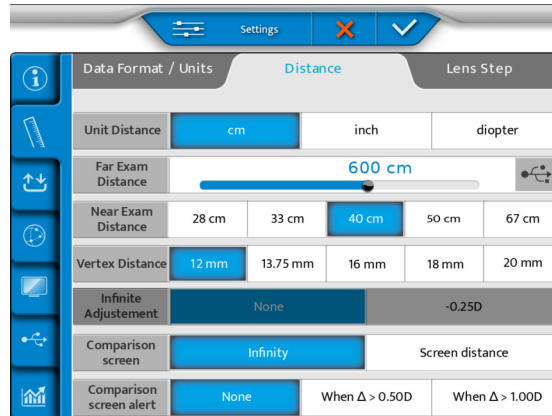 Settings
Data Format / Units Distance Lens Step
Unit Distance cm inch diopter
Far Exam
Distance
600 cm
Near Exam
Distance
28 cm 33 cm 40 cm 50 cm 67 cm
Vertex Distance 12 mm 13.75 mm 16 mm 18 mm 20 mm
Infinite
Adjustement
None -0.25D
Comparison
screen
Infinity Screen distance
Comparison
screen alert
None When Δ > 0.50D When Δ > 1.00D